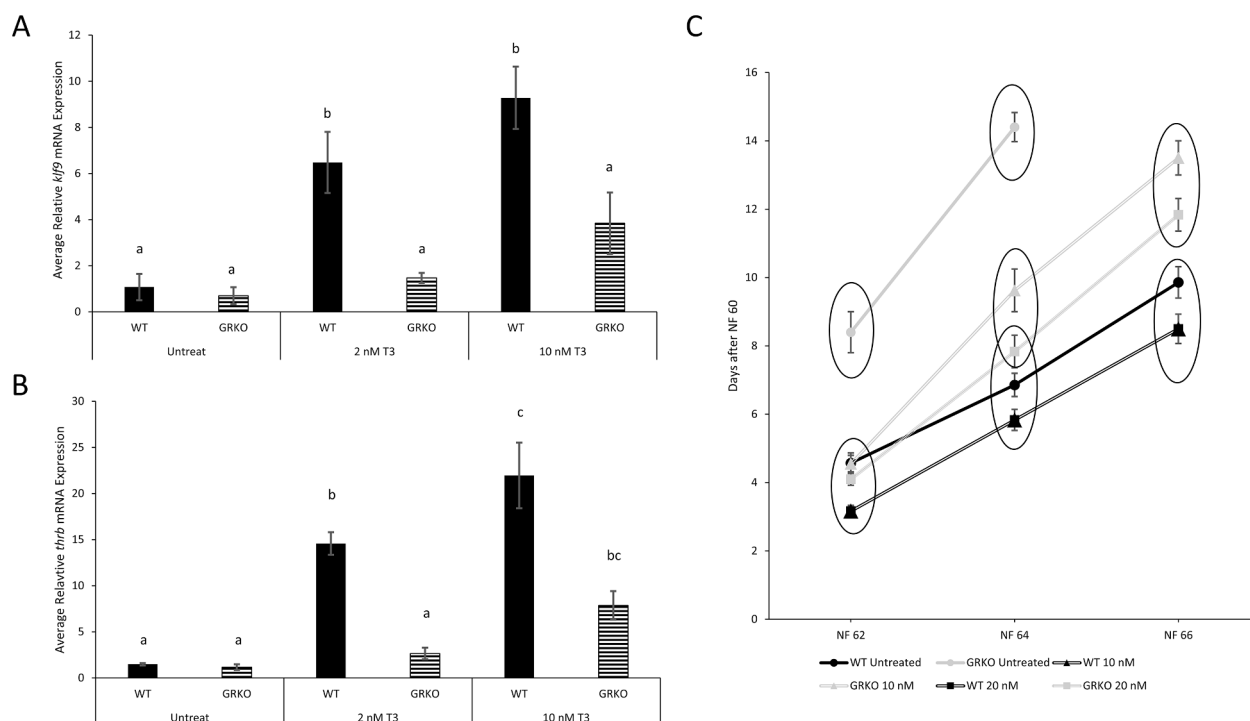 A
Average Relative klf9 mRNA Expression
12
10
8
6
4
2
0
a
a
b
a
b
a
WT
GRKO
WT
GRKO
WT
GRKO
Untreat
2 nM T3
10 nM T3
B
Average Relavtive thrb mRNA Expression
30
25
20
15
10
5
0
a
a
b
a
c
bc
WT
GRKO
WT
GRKO
WT
GRKO
Untreat
2 nM T3
10 nM T3
C
Days after NF 60
16
14
12
10
8
6
4
2
0
NF 62
NF 64
NF 66
WT Untreated
GRKO Untreated
WT 10 nM
GRKO 10 nM
WT 20 nM
GRKO 20 nM